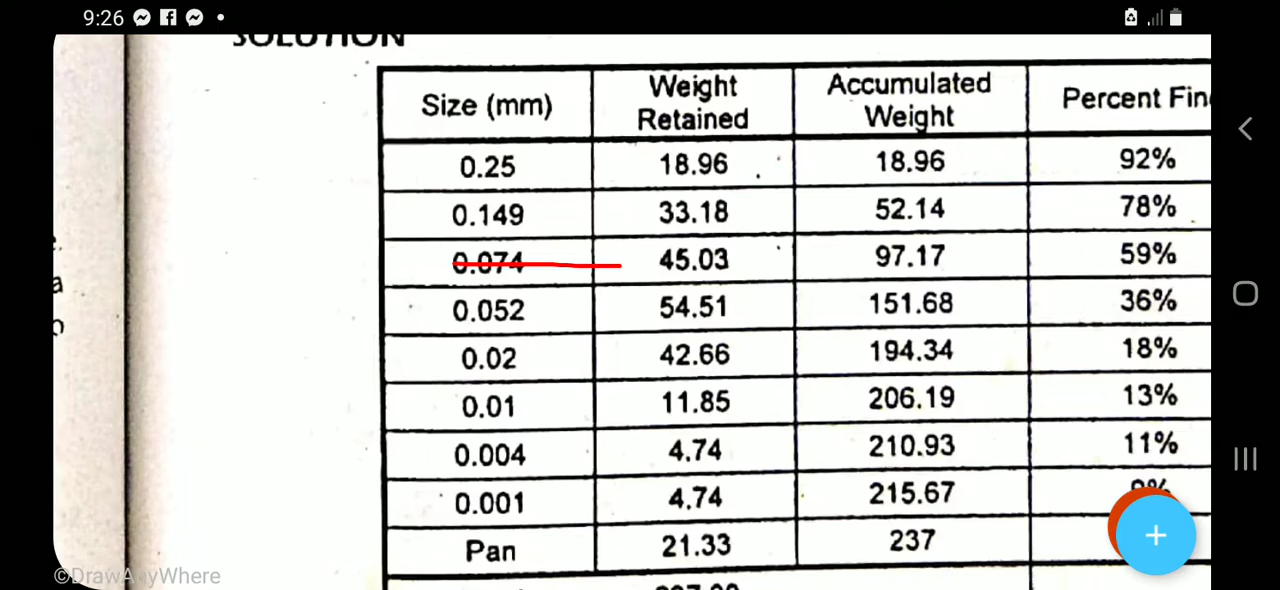 9:26
SOLUTION
Size (mm) Weight Retained Accumulated Weight Percent Fin
0.25 18.96 18.96 92%
0.149 33.18 52.14 78%
0.074 45.03 97.17 59%
0.052 54.51 151.68 36%
0.02 42.66 194.34 18%
0.01 11.85 206.19 13%
0.004 4.74 210.93 11%
0.001 4.74 215.67
Pan 21.33 237
©DrawAnyWhere